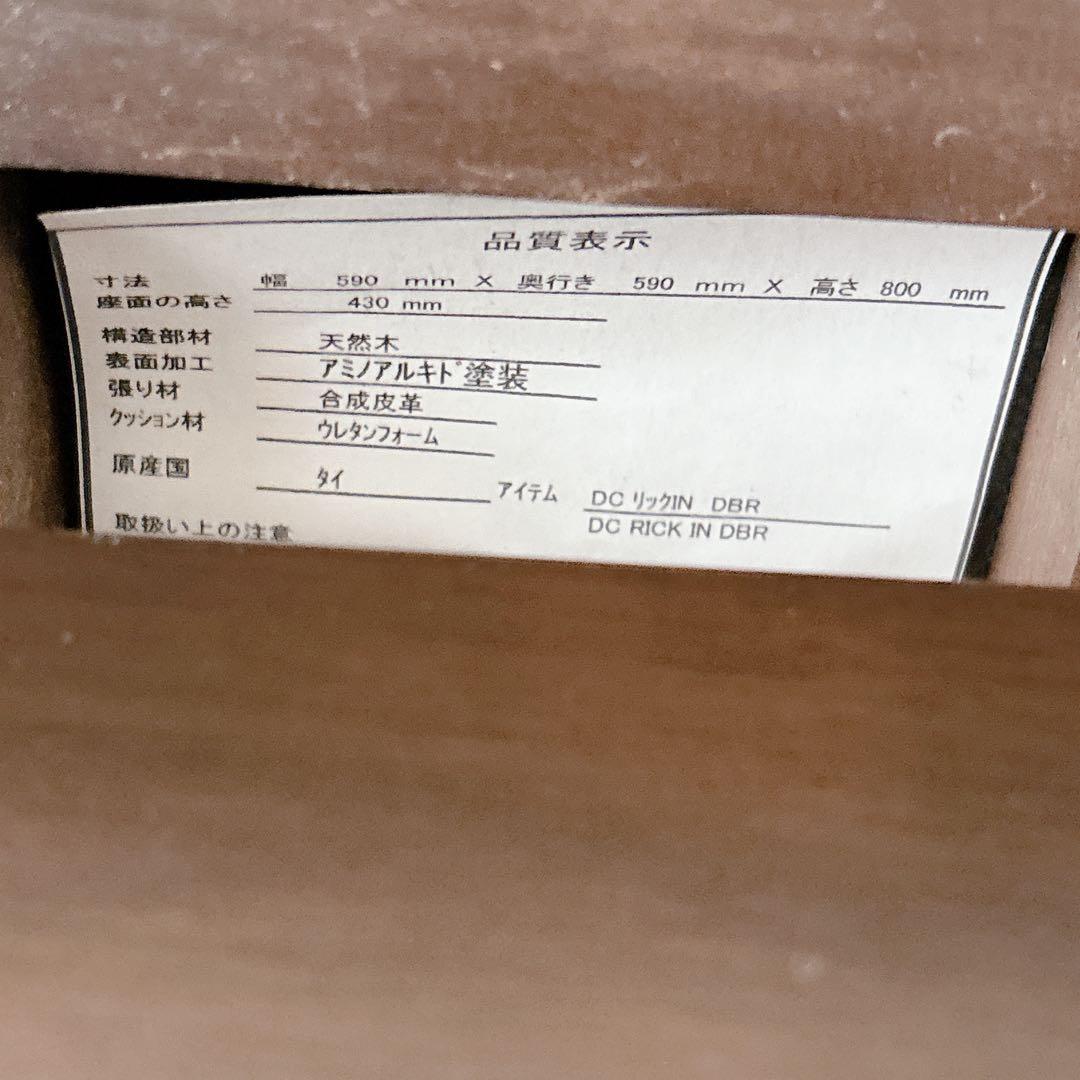 品質表示
寸法 幅 590 mm X 奥行き 590 mm X 高さ 800 mm
座面の高さ 430 mm
構造部材 天然木
表面加工 アミノアルキド塗装
張り材 合成皮革
クッション材 ウレタンフォーム
原産国 タイ アイテム DC リックIN DBR
DC RICK IN DBR
取扱い上の注意